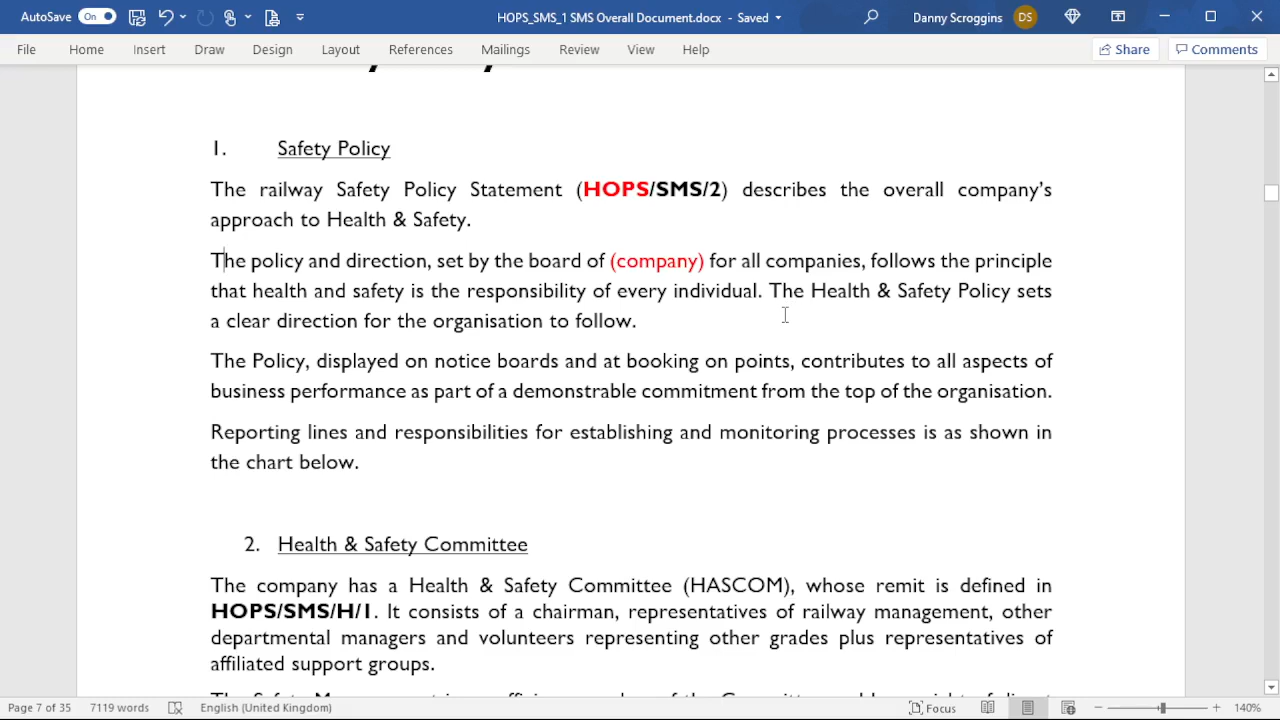 AutoSave On HOPS_SMS_1 SMS Overall Document.docx - Saved Danny Scroggins DS
File Home Insert Draw Design Layout References Mailings Review View Help Share Comments
1. Safety Policy
The railway Safety Policy Statement (HOPS/SMS/2) describes the overall company's
approach to Health & Safety.
The policy and direction, set by the board of (company) for all companies, follows the principle
that health and safety is the responsibility of every individual. The Health & Safety Policy sets
a clear direction for the organisation to follow.
The Policy, displayed on notice boards and at booking on points, contributes to all aspects of
business performance as part of a demonstrable commitment from the top of the organisation.
Reporting lines and responsibilities for establishing and monitoring processes is as shown in
the chart below.
2. Health & Safety Committee
The company has a Health & Safety Committee (HASCOM), whose remit is defined in
HOPS/SMS/H/1. It consists of a chairman, representatives of railway management, other
departmental managers and volunteers representing other grades plus representatives of
affiliated support groups.
Page 7 of 35 7119 words English (United Kingdom) Focus 140%